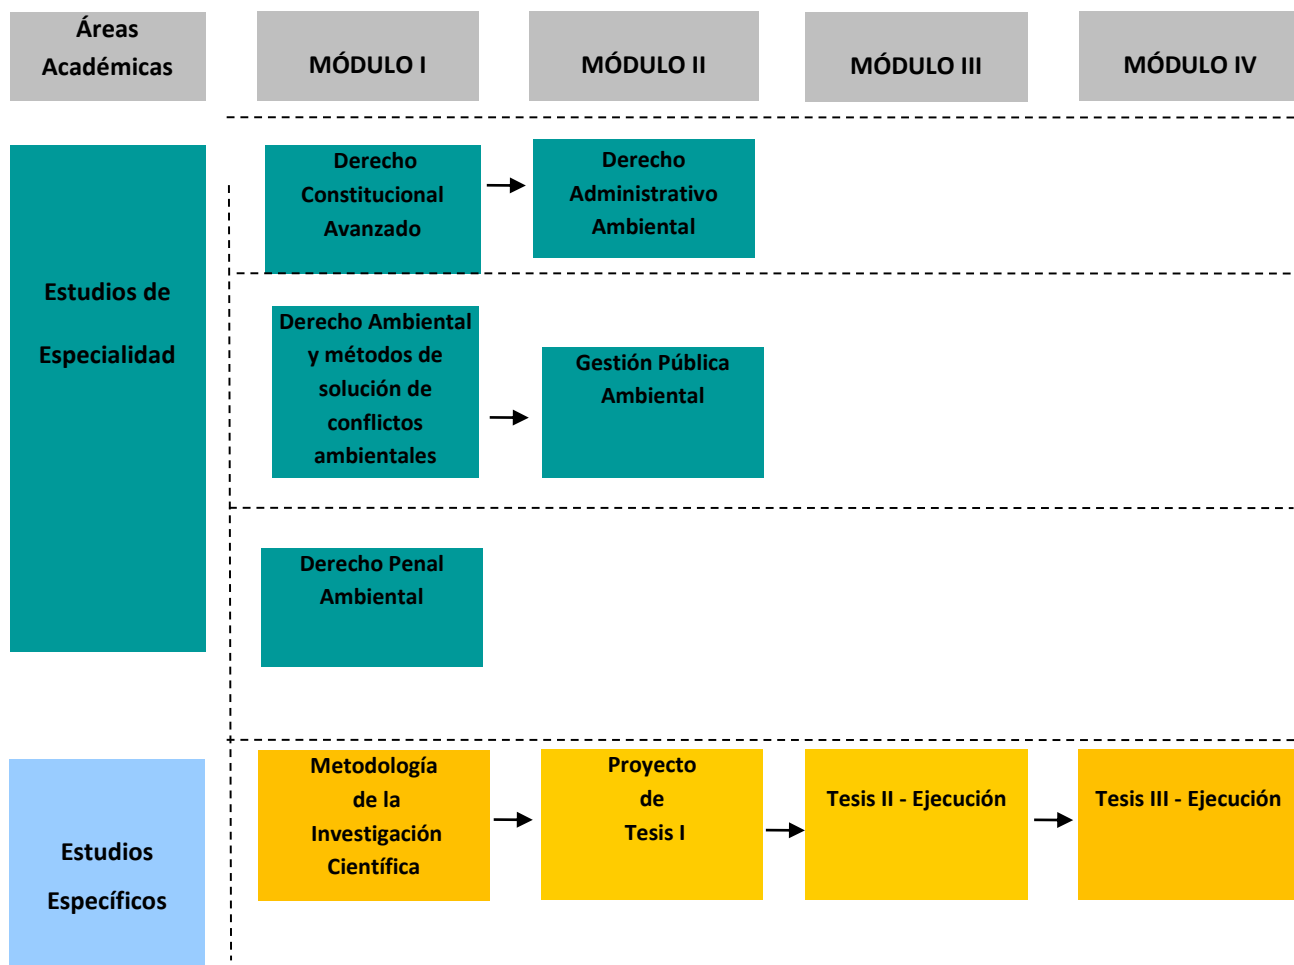 Áreas
Académicas
MÓDULO I
MÓDULO II
MÓDULO III
MÓDULO IV
Estudios de
Especialidad
Derecho
Constitucional
Avanzado
Derecho
Administrativo
Ambiental
Derecho Ambiental
y métodos de
solución de
conflictos
ambientales
Gestión Pública
Ambiental
Derecho Penal
Ambiental
Estudios
Específicos
Metodología
de la
Investigación
Científica
Proyecto
de
Tesis I
Tesis II - Ejecución
Tesis III - Ejecución